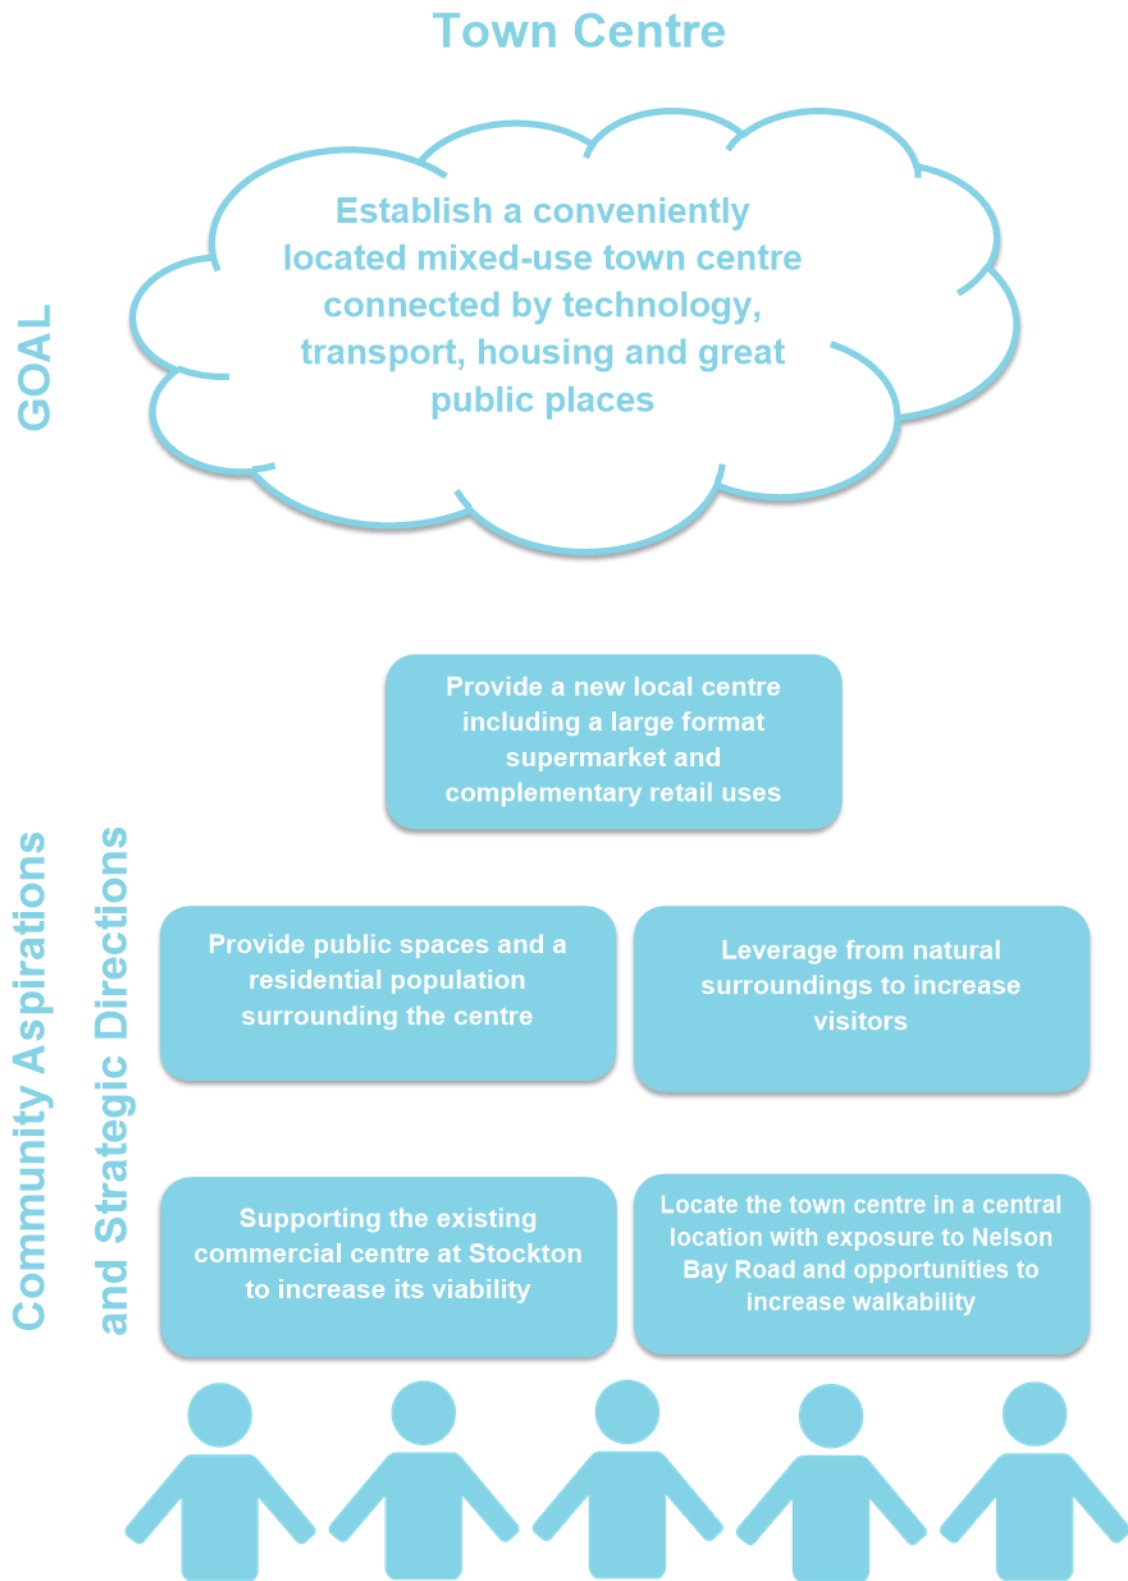 Town Centre
GOAL
Establish a conveniently
located mixed-use town centre
connected by technology,
transport, housing and great
public places
Community Aspirations
and Strategic Directions
Provide a new local centre
including a large format
supermarket and
complementary retail uses
Provide public spaces and a
residential population
surrounding the centre
Leverage from natural
surroundings to increase
visitors
Supporting the existing
commercial centre at Stockton
to increase its viability
Locate the town centre in a central
location with exposure to Nelson
Bay Road and opportunities to
increase walkability